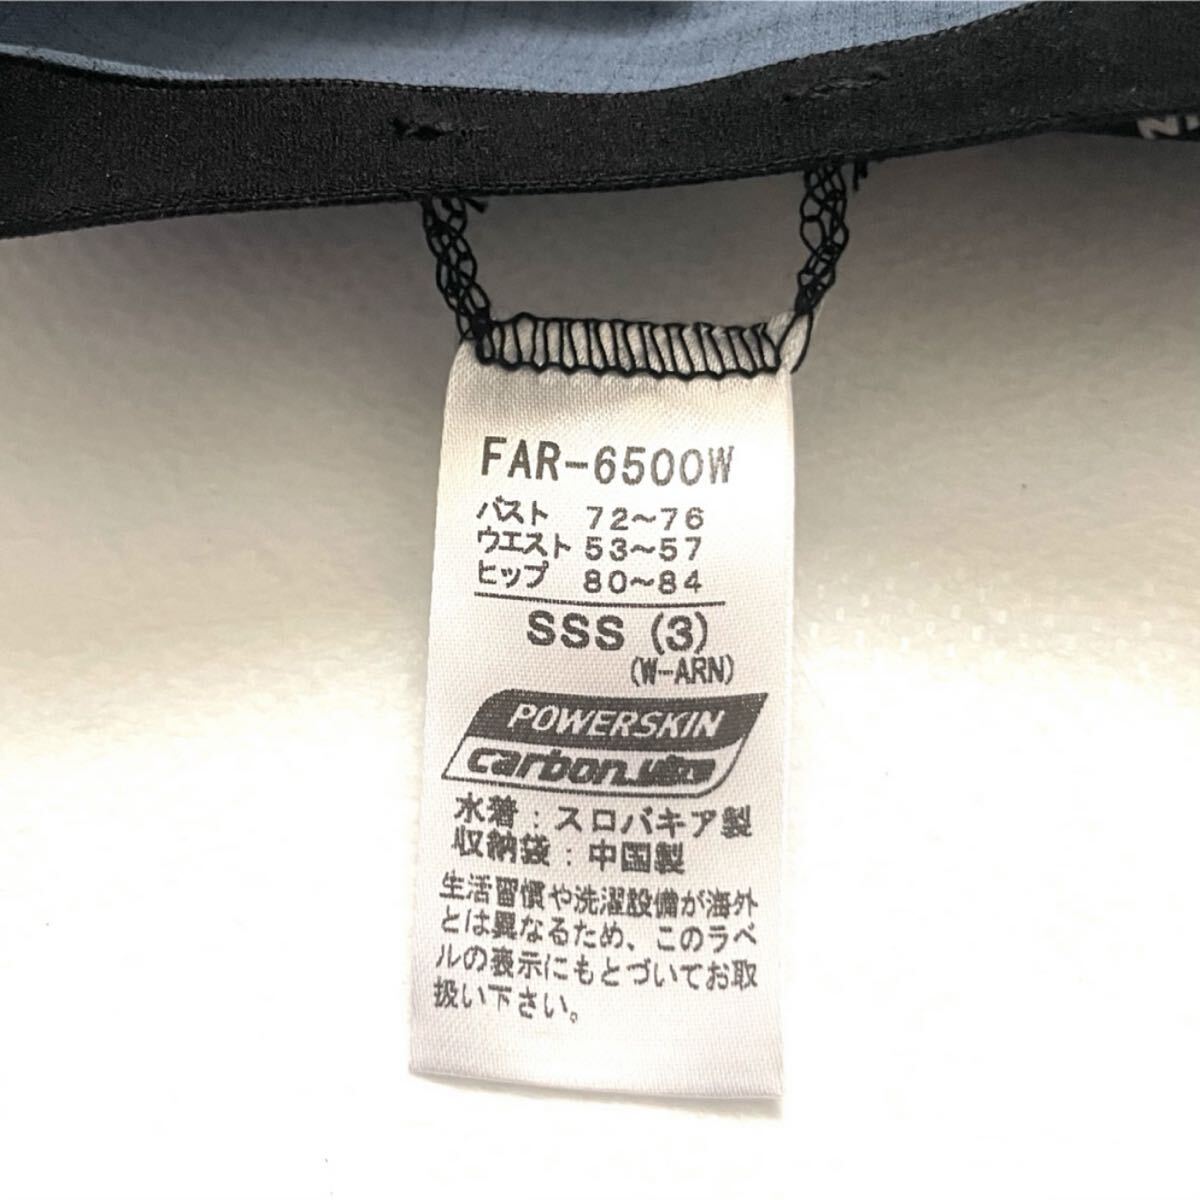 FAR-6500W
バスト 72~76
ウエスト 53~57
ヒップ 80~84
SSS (3)
(W-ARN)
POWERSKIN
carbon ultra
水着:スロバキア製
収納袋:中国製
生活習慣や洗濯設備が海外
とは異なるため、このラベ
ルの表示にもとづいてお取
扱い下さい。